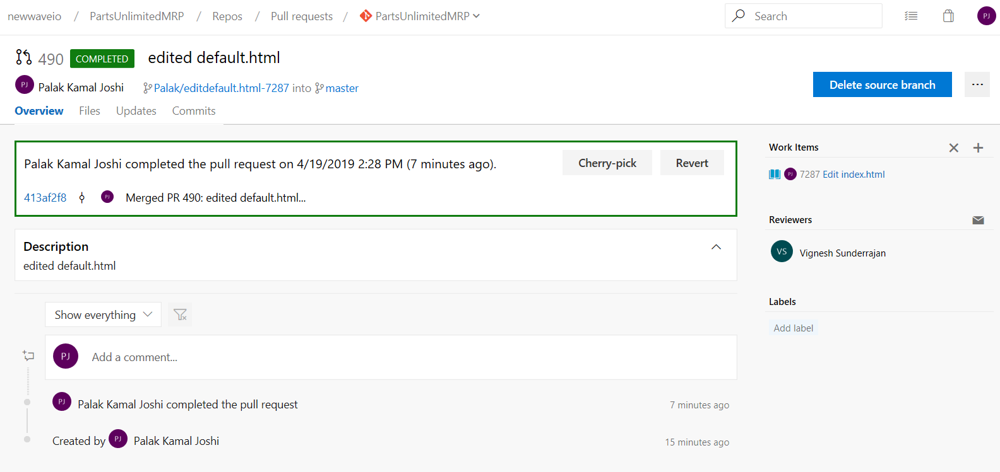 newwaveio / PartsUnlimitedMRP / Repos / Pull requests / PartsUnlimitedMRP
Search
PJ
490 COMPLETED edited default.html
PJ Palak Kamal Joshi Palak/editdefault.html-7287 into master
Delete source branch ...
Overview Files Updates Commits
Palak Kamal Joshi completed the pull request on 4/19/2019 2:28 PM (7 minutes ago).
Cherry-pick Revert
413af2f8 PJ Merged PR 490: edited default.html...
Description
edited default.html
Show everything
PJ Add a comment...
PJ Palak Kamal Joshi completed the pull request 7 minutes ago
Created by PJ Palak Kamal Joshi 15 minutes ago
Work Items
PJ 7287 Edit index.html
Reviewers
VS Vignesh Sunderrajan
Labels
Add label